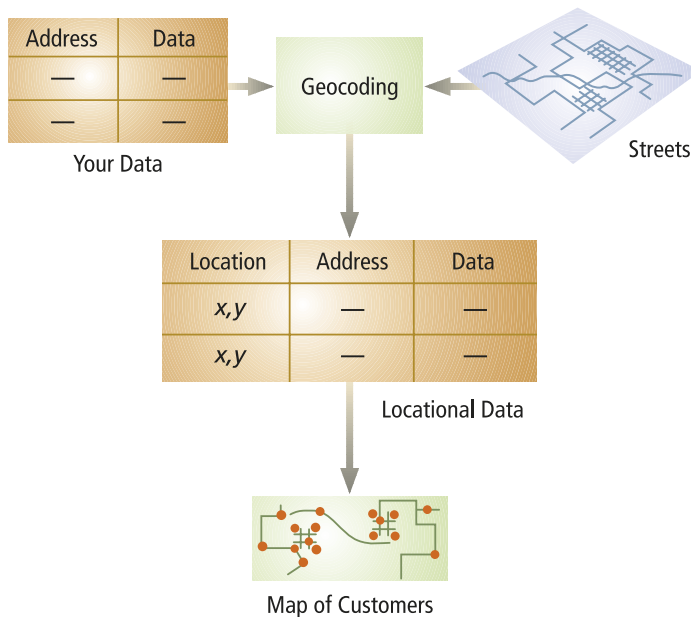 Address Data
— —
— —
Your Data
Geocoding
Streets
Location Address Data
x,y — —
x,y — —
Locational Data
Map of Customers